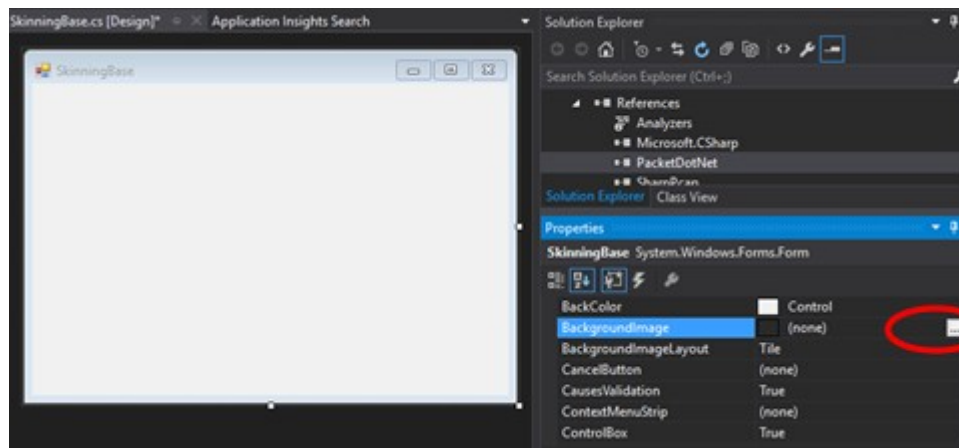 SkinningBase.cs [Design]* Application Insights Search
SkinningBase
Solution Explorer
Search Solution Explorer (Ctrl+;)
References
Analyzers
Microsoft.CSharp
PacketDotNet
SharpPcap
Solution Explorer Class View
Properties
SkinningBase System.Windows.Forms.Form
BackColor Control
BackgroundImage (none) ...
BackgroundImageLayout Tile
CancelButton (none)
CausesValidation True
ContextMenuStrip (none)
ControlBox True